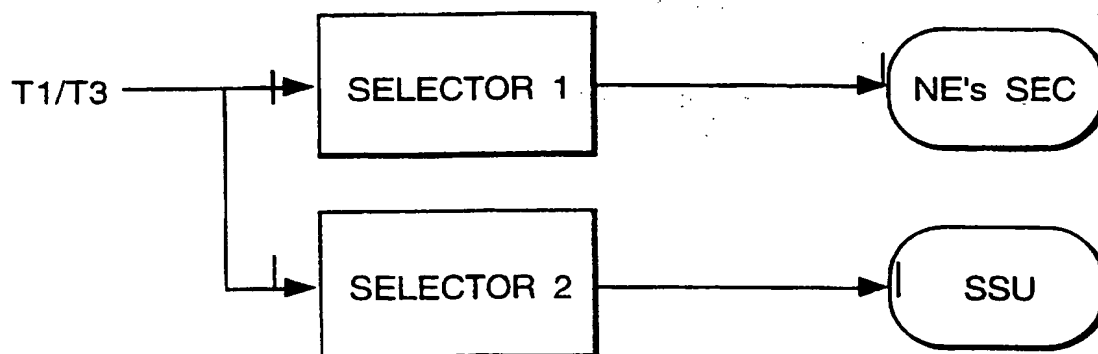 T1/T3
SELECTOR 1
NE's SEC
SELECTOR 2
SSU